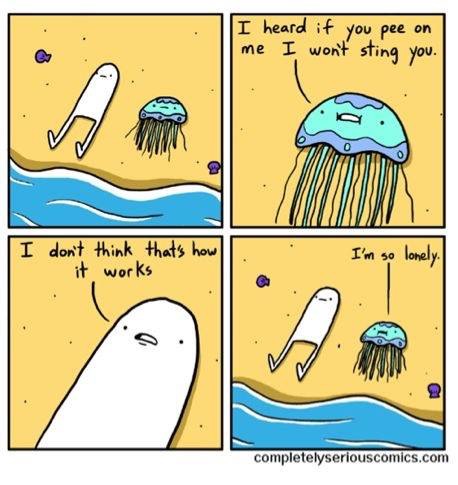 I heard if you pee on
me I won't sting you.
I don't think that's how
it works
I'm so lonely.
completelyseriouscomics.com